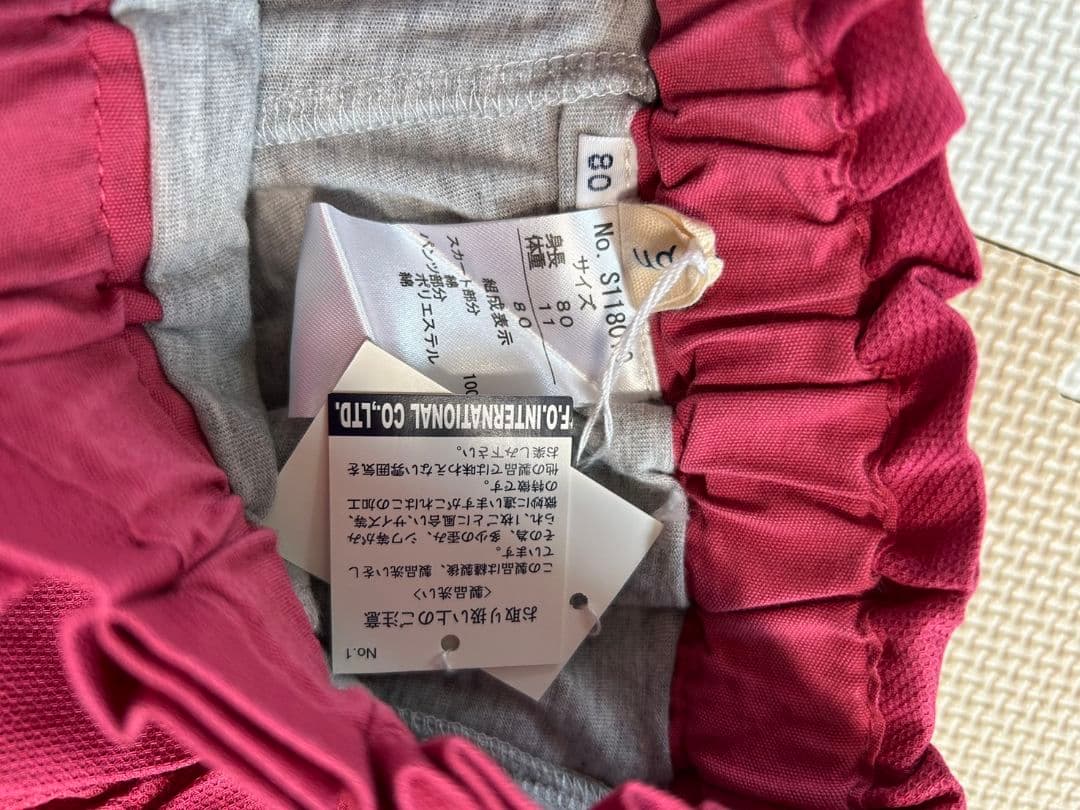 80
No. S118013
サイズ
身長 80
体重 11
80
組成表示
スカート部分
綿 100
パンツ部分
綿
ポリエステル
No.1
お取り扱い上のご注意
<製品洗い>
この製品は縫製後、製品洗いをし
ています。
その為、多少の歪み、シワ等がみ
られ、1枚ごとに風合い、サイズ等、
微妙に違いますがこれはこの加工
の特徴です。
他の製品では味わえない雰囲気を
お楽しみ下さい。
F.O.INTERNATIONAL CO.,LTD.